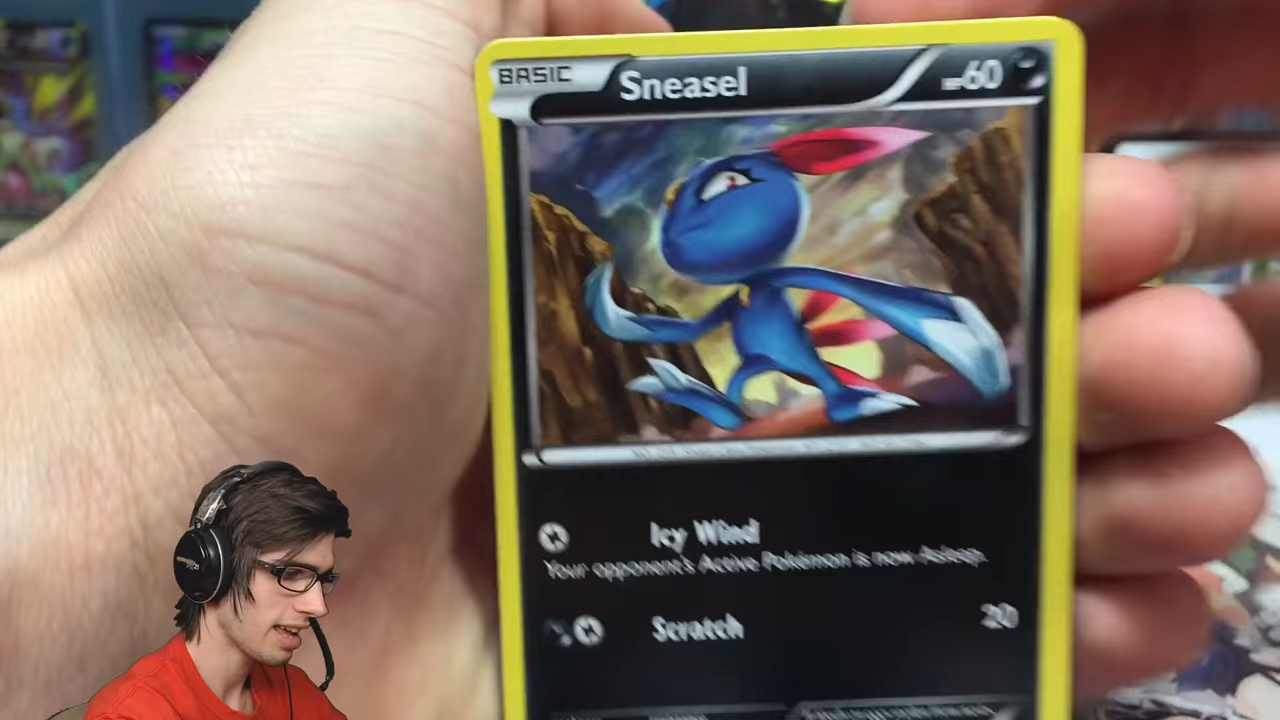 BASIC Sneasel HP60
Icy Wind
Your opponent's Active Pokémon is now Asleep.
Scratch 20